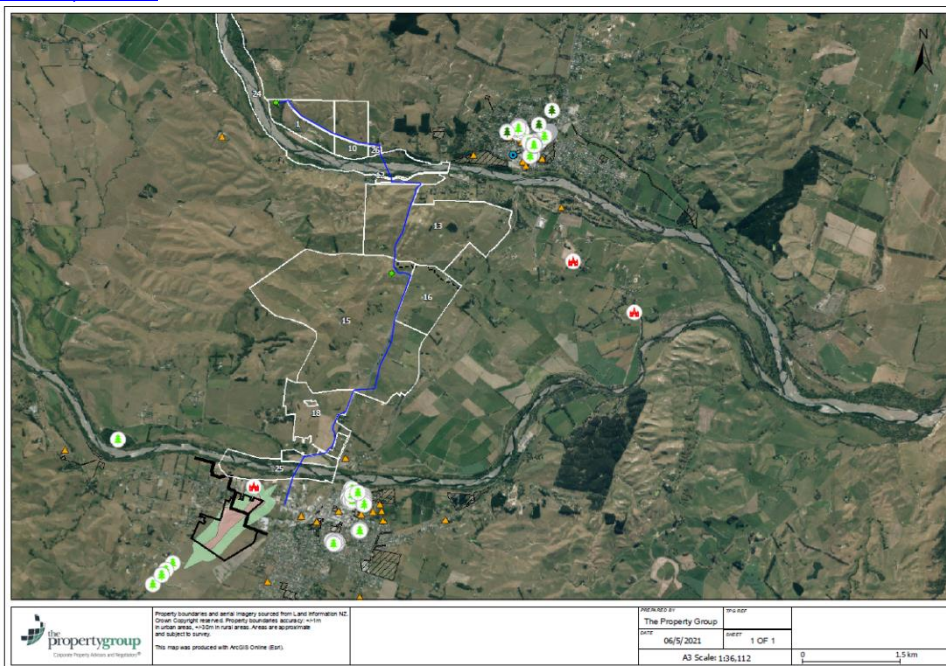 N
24
1
10
26
13
16
15
18
25
the
propertygroup
Corporate Property Advisors and Negotiators®
Property boundaries and aerial imagery sourced from Land Information NZ.
Crown Copyright reserved. Property boundaries accuracy: +/-1m
in urban areas, +/-30m in rural areas. Areas are approximate
and subject to survey.
This map was produced with ArcGIS Online (Esri).
PREPARED BY
The Property Group
TPG REF
DATE
06/5/2021
SHEET
1 OF 1
A3 Scale: 1:36,112
0
1.5 km